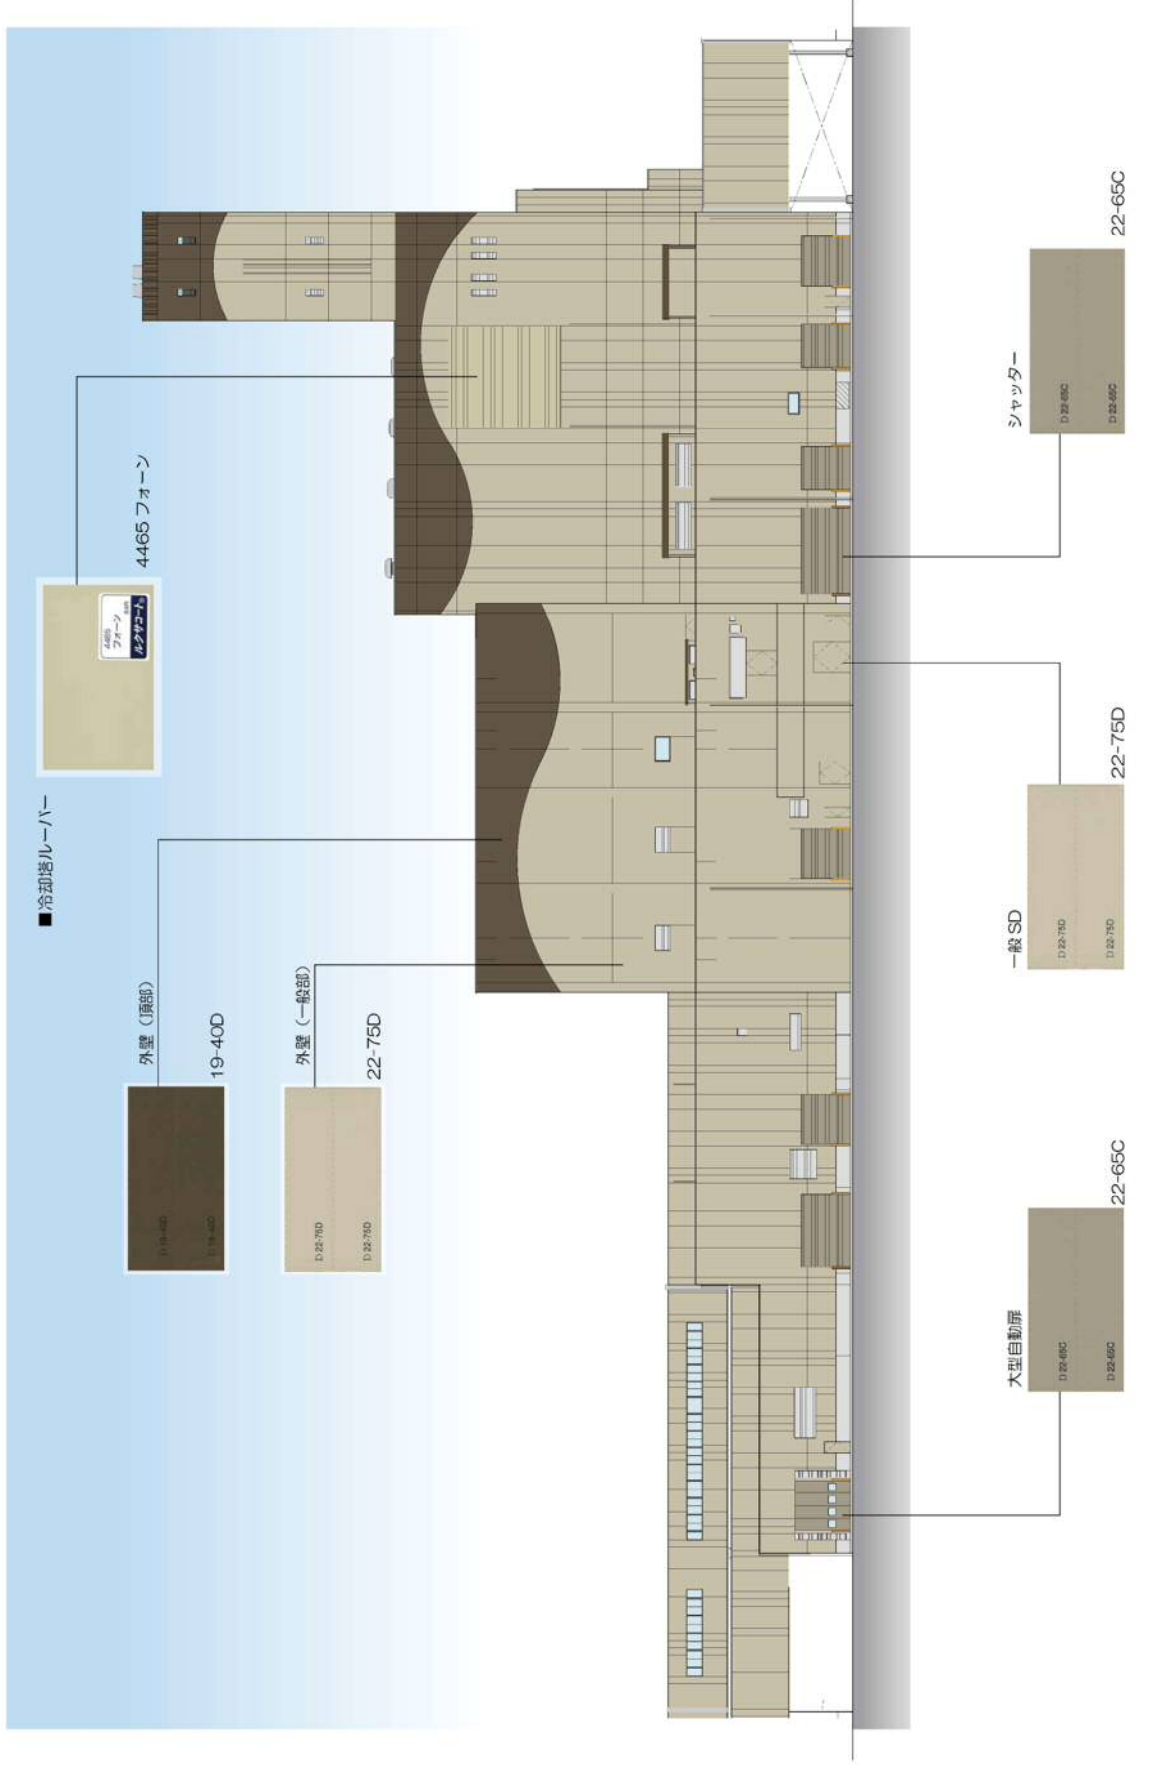 ■冷却塔ルーバー
4465
フォーン
ルクサコート®
4465 フォーン
外壁（頂部）
D 19-40D
D 19-40D
19-40D
外壁（一般部）
D 22-75D
D 22-75D
22-75D
大型自動扉
D 22-65C
D 22-65C
22-65C
一般 SD
D 22-75D
D 22-75D
22-75D
シャッター
D 22-65C
D 22-65C
22-65C